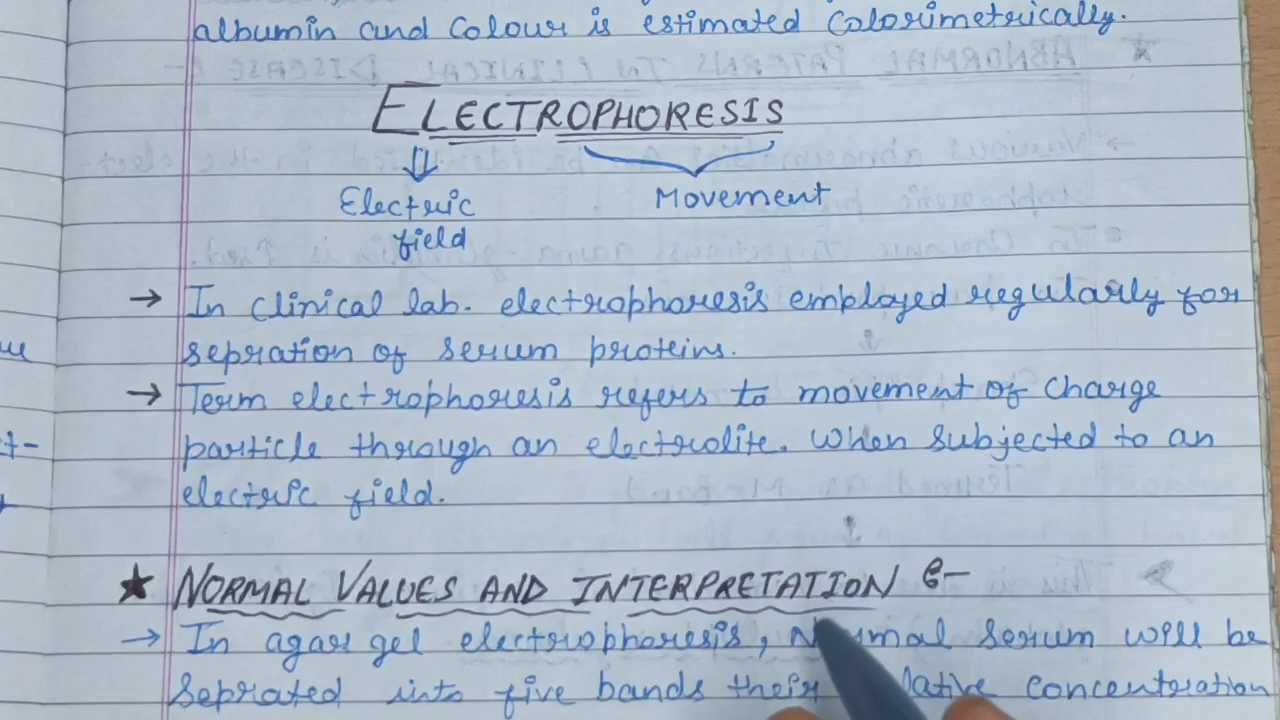 albumin and colour is estimated colorimetrically.
ELECTROPHORESIS
Electric
field
Movement
→ In clinical lab. electrophoresis employed regularly for
sepration of serum proteins.
→ Term electrophoresis refers to movement of charge
particle through an electrolite. When subjected to an
electric field.
★ NORMAL VALUES AND INTERPRETATION :-
→ In agar gel electrophoresis, Normal serum will be
seprated into five bands their concentration